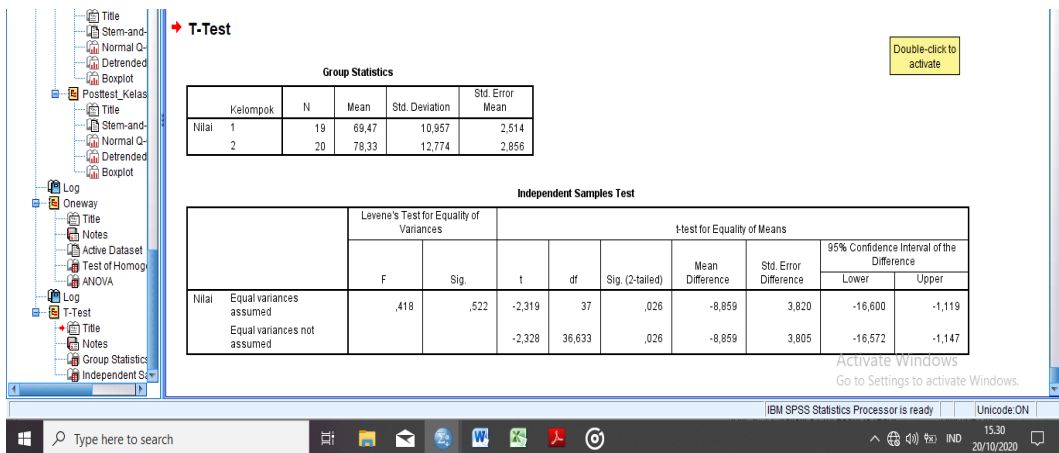 Title
Stem-and-
Normal Q-
Detrended
Boxplot
Posttest_Kelas
Title
Stem-and-
Normal Q-
Detrended
Boxplot
Log
Oneway
Title
Notes
Active Dataset
Test of Homog
ANOVA
Log
T-Test
Title
Notes
Group Statistics
Independent Sa
T-Test
Double-click to
activate
Group Statistics
Kelompok N Mean Std. Deviation Std. Error Mean
Nilai 1 19 69,47 10,957 2,514
2 20 78,33 12,774 2,856
Independent Samples Test
Levene's Test for Equality of Variances t-test for Equality of Means
F Sig. t df Sig. (2-tailed) Mean Difference Std. Error Difference 95% Confidence Interval of the Difference
Lower Upper
Nilai Equal variances assumed ,418 ,522 -2,319 37 ,026 -8,859 3,820 -16,600 -1,119
Equal variances not assumed -2,328 36,633 ,026 -8,859 3,805 -16,572 -1,147
Activate Windows
Go to Settings to activate Windows.
IBM SPSS Statistics Processor is ready Unicode:ON
Type here to search
W
IND
15.30
20/10/2020